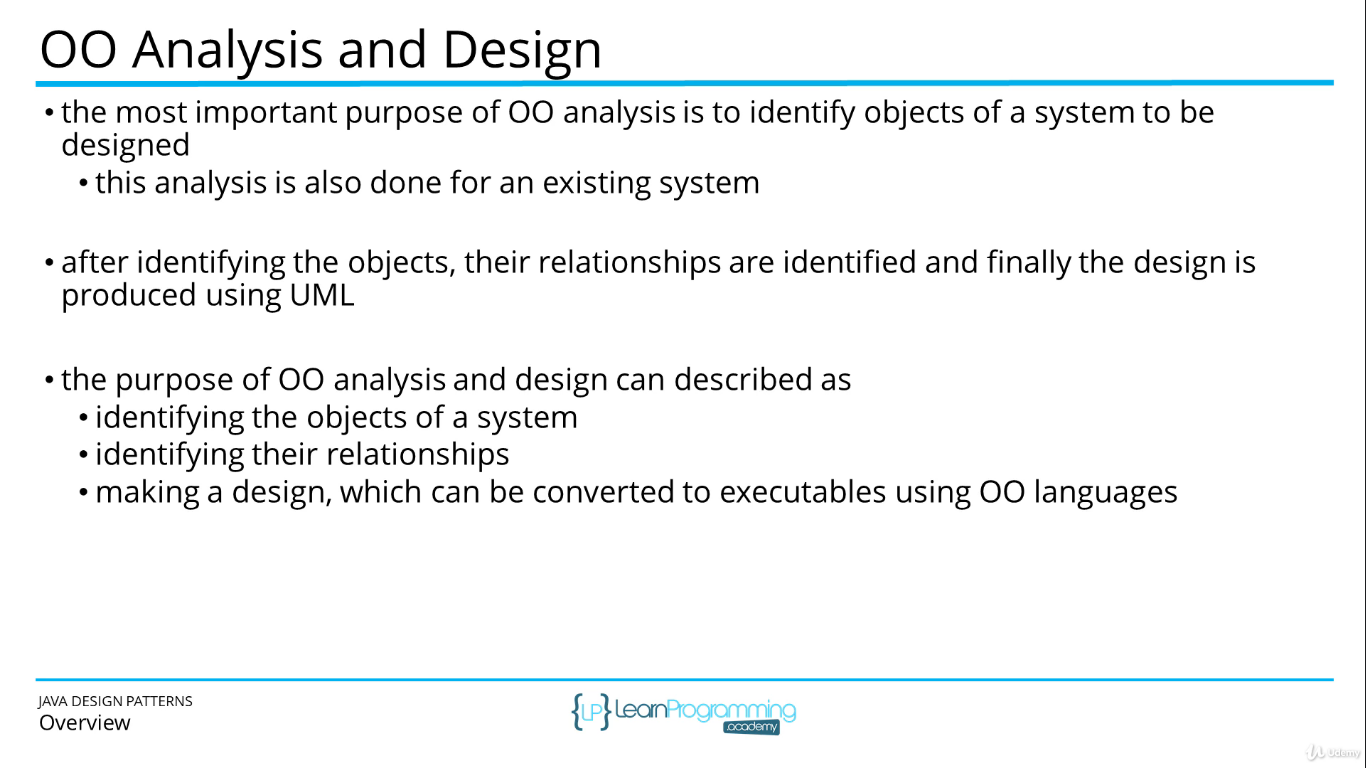 OO Analysis and Design
• the most important purpose of OO analysis is to identify objects of a system to be
designed
• this analysis is also done for an existing system
• after identifying the objects, their relationships are identified and finally the design is
produced using UML
• the purpose of OO analysis and design can described as
• identifying the objects of a system
• identifying their relationships
• making a design, which can be converted to executables using OO languages
JAVA DESIGN PATTERNS
Overview
{LP} LearnProgramming
.academy
Udemy